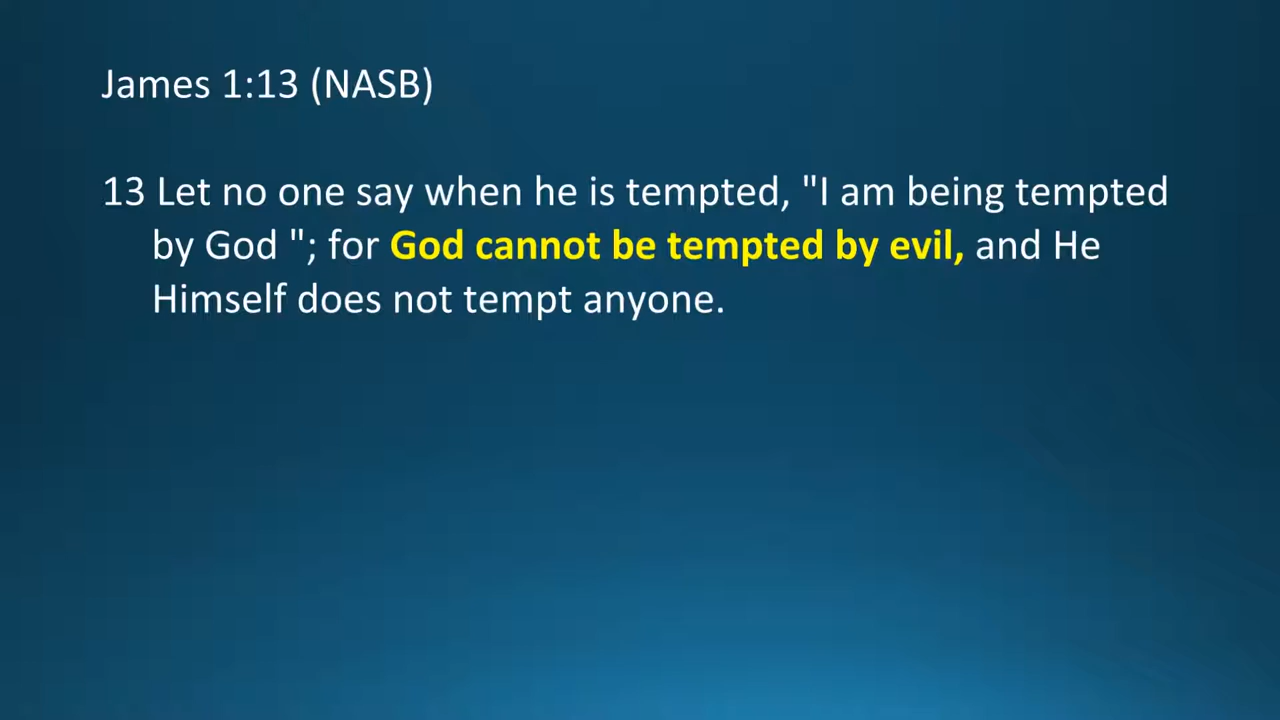 James 1:13 (NASB)
13 Let no one say when he is tempted, "I am being tempted
by God "; for God cannot be tempted by evil, and He
Himself does not tempt anyone.